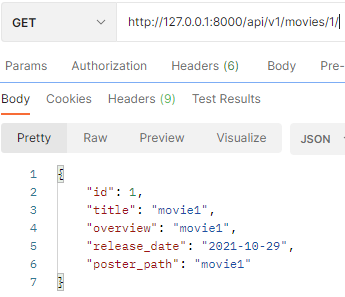 GET http://127.0.0.1:8000/api/v1/movies/1/
Params Authorization Headers (6) Body Pre-
Body Cookies Headers (9) Test Results
Pretty Raw Preview Visualize JSON
1 {
2 "id": 1,
3 "title": "movie1",
4 "overview": "movie1",
5 "release_date": "2021-10-29",
6 "poster_path": "movie1"
7 }